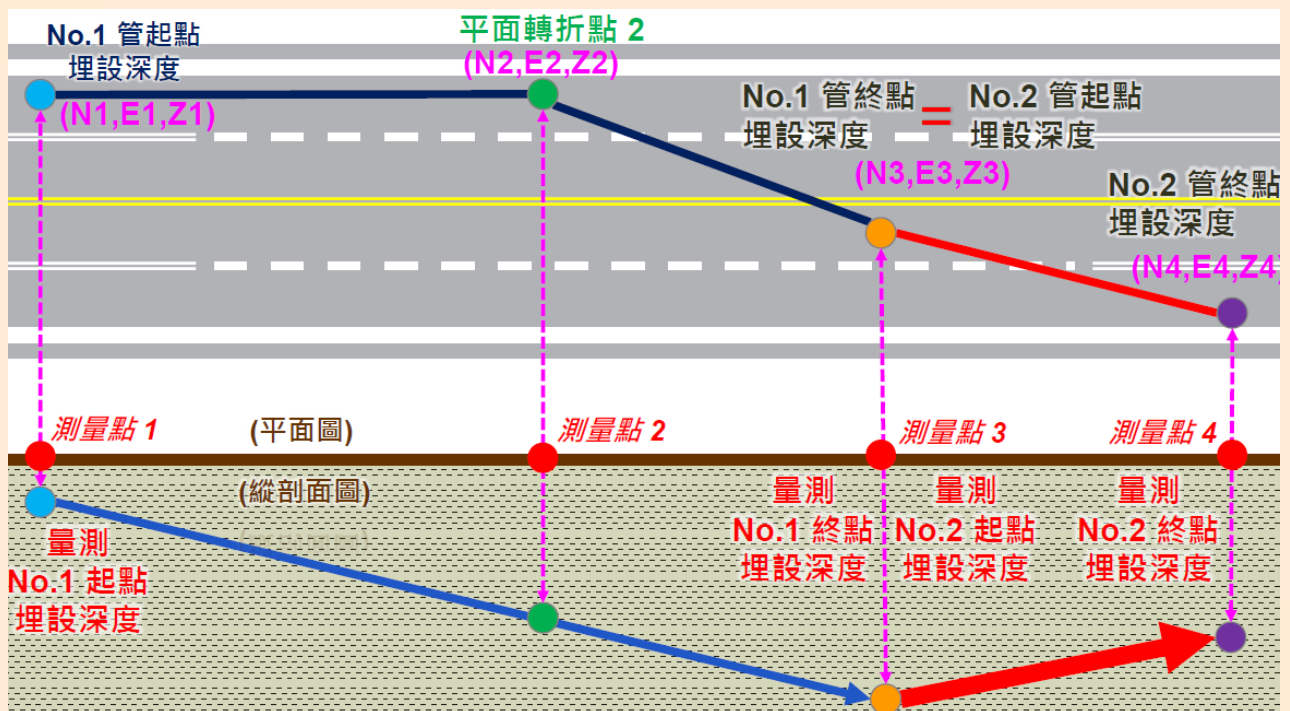 No.1 管起點
埋設深度
(N1,E1,Z1)
平面轉折點 2
(N2,E2,Z2)
No.1 管終點 = No.2 管起點
埋設深度 埋設深度
(N3,E3,Z3)
No.2 管終點
埋設深度
(N4,E4,Z4)
測量點 1
(平面圖)
測量點 2
測量點 3
測量點 4
(縱剖面圖)
量測
No.1 起點
埋設深度
量測
No.1 終點
埋設深度
量測
No.2 起點
埋設深度
量測
No.2 終點
埋設深度